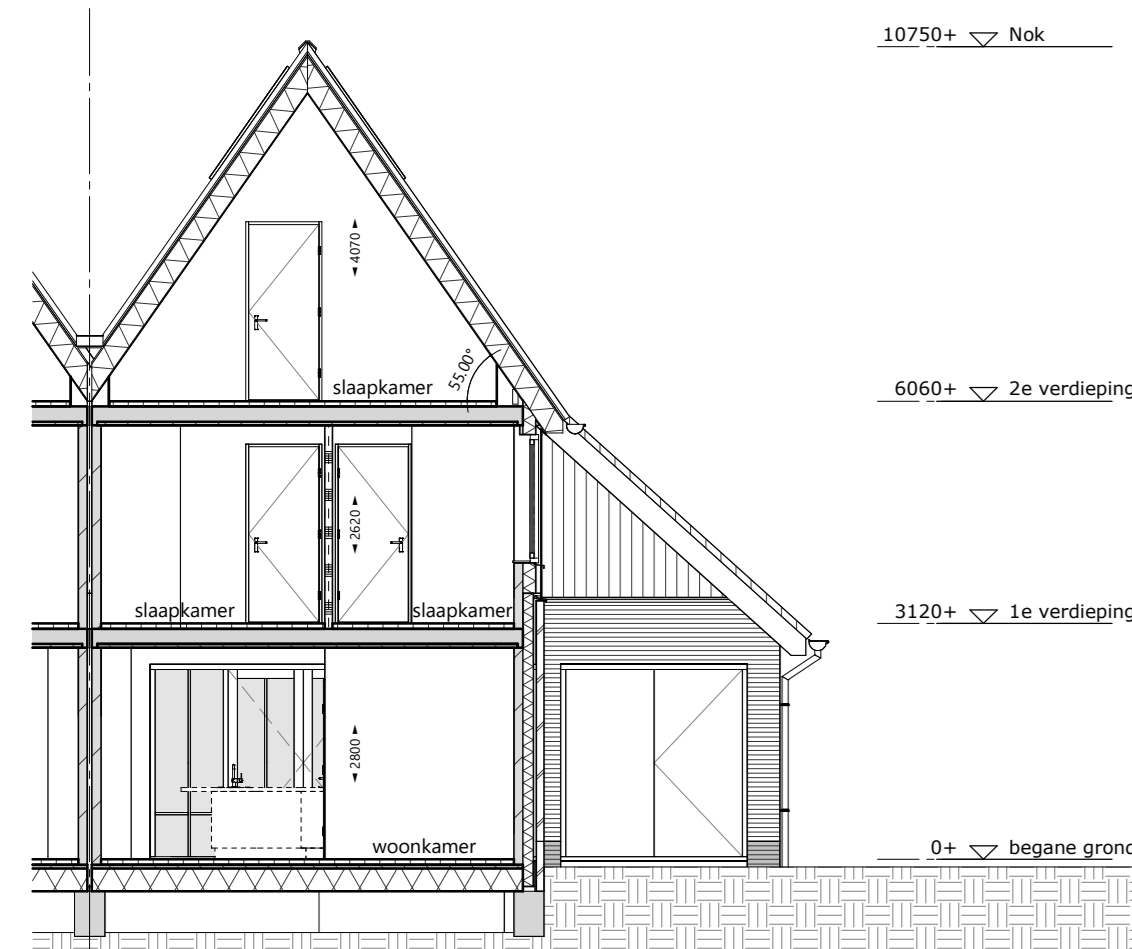 10750+ Nok
4070
55.00°
slaapkamer
6060+ 2e verdieping
2620
slaapkamer
slaapkamer
3120+ 1e verdieping
2800
woonkamer
0+ begane grond